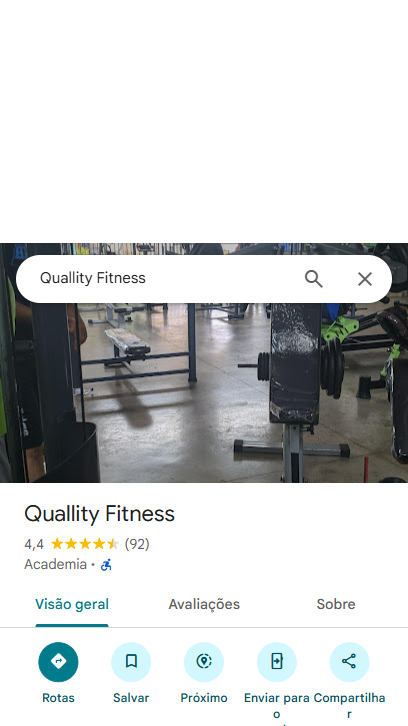 Quallity Fitness
Quallity Fitness
4,4 (92)
Academia ·
Visão geral Avaliações Sobre
Rotas Salvar Próximo Enviar para o Compartilhar